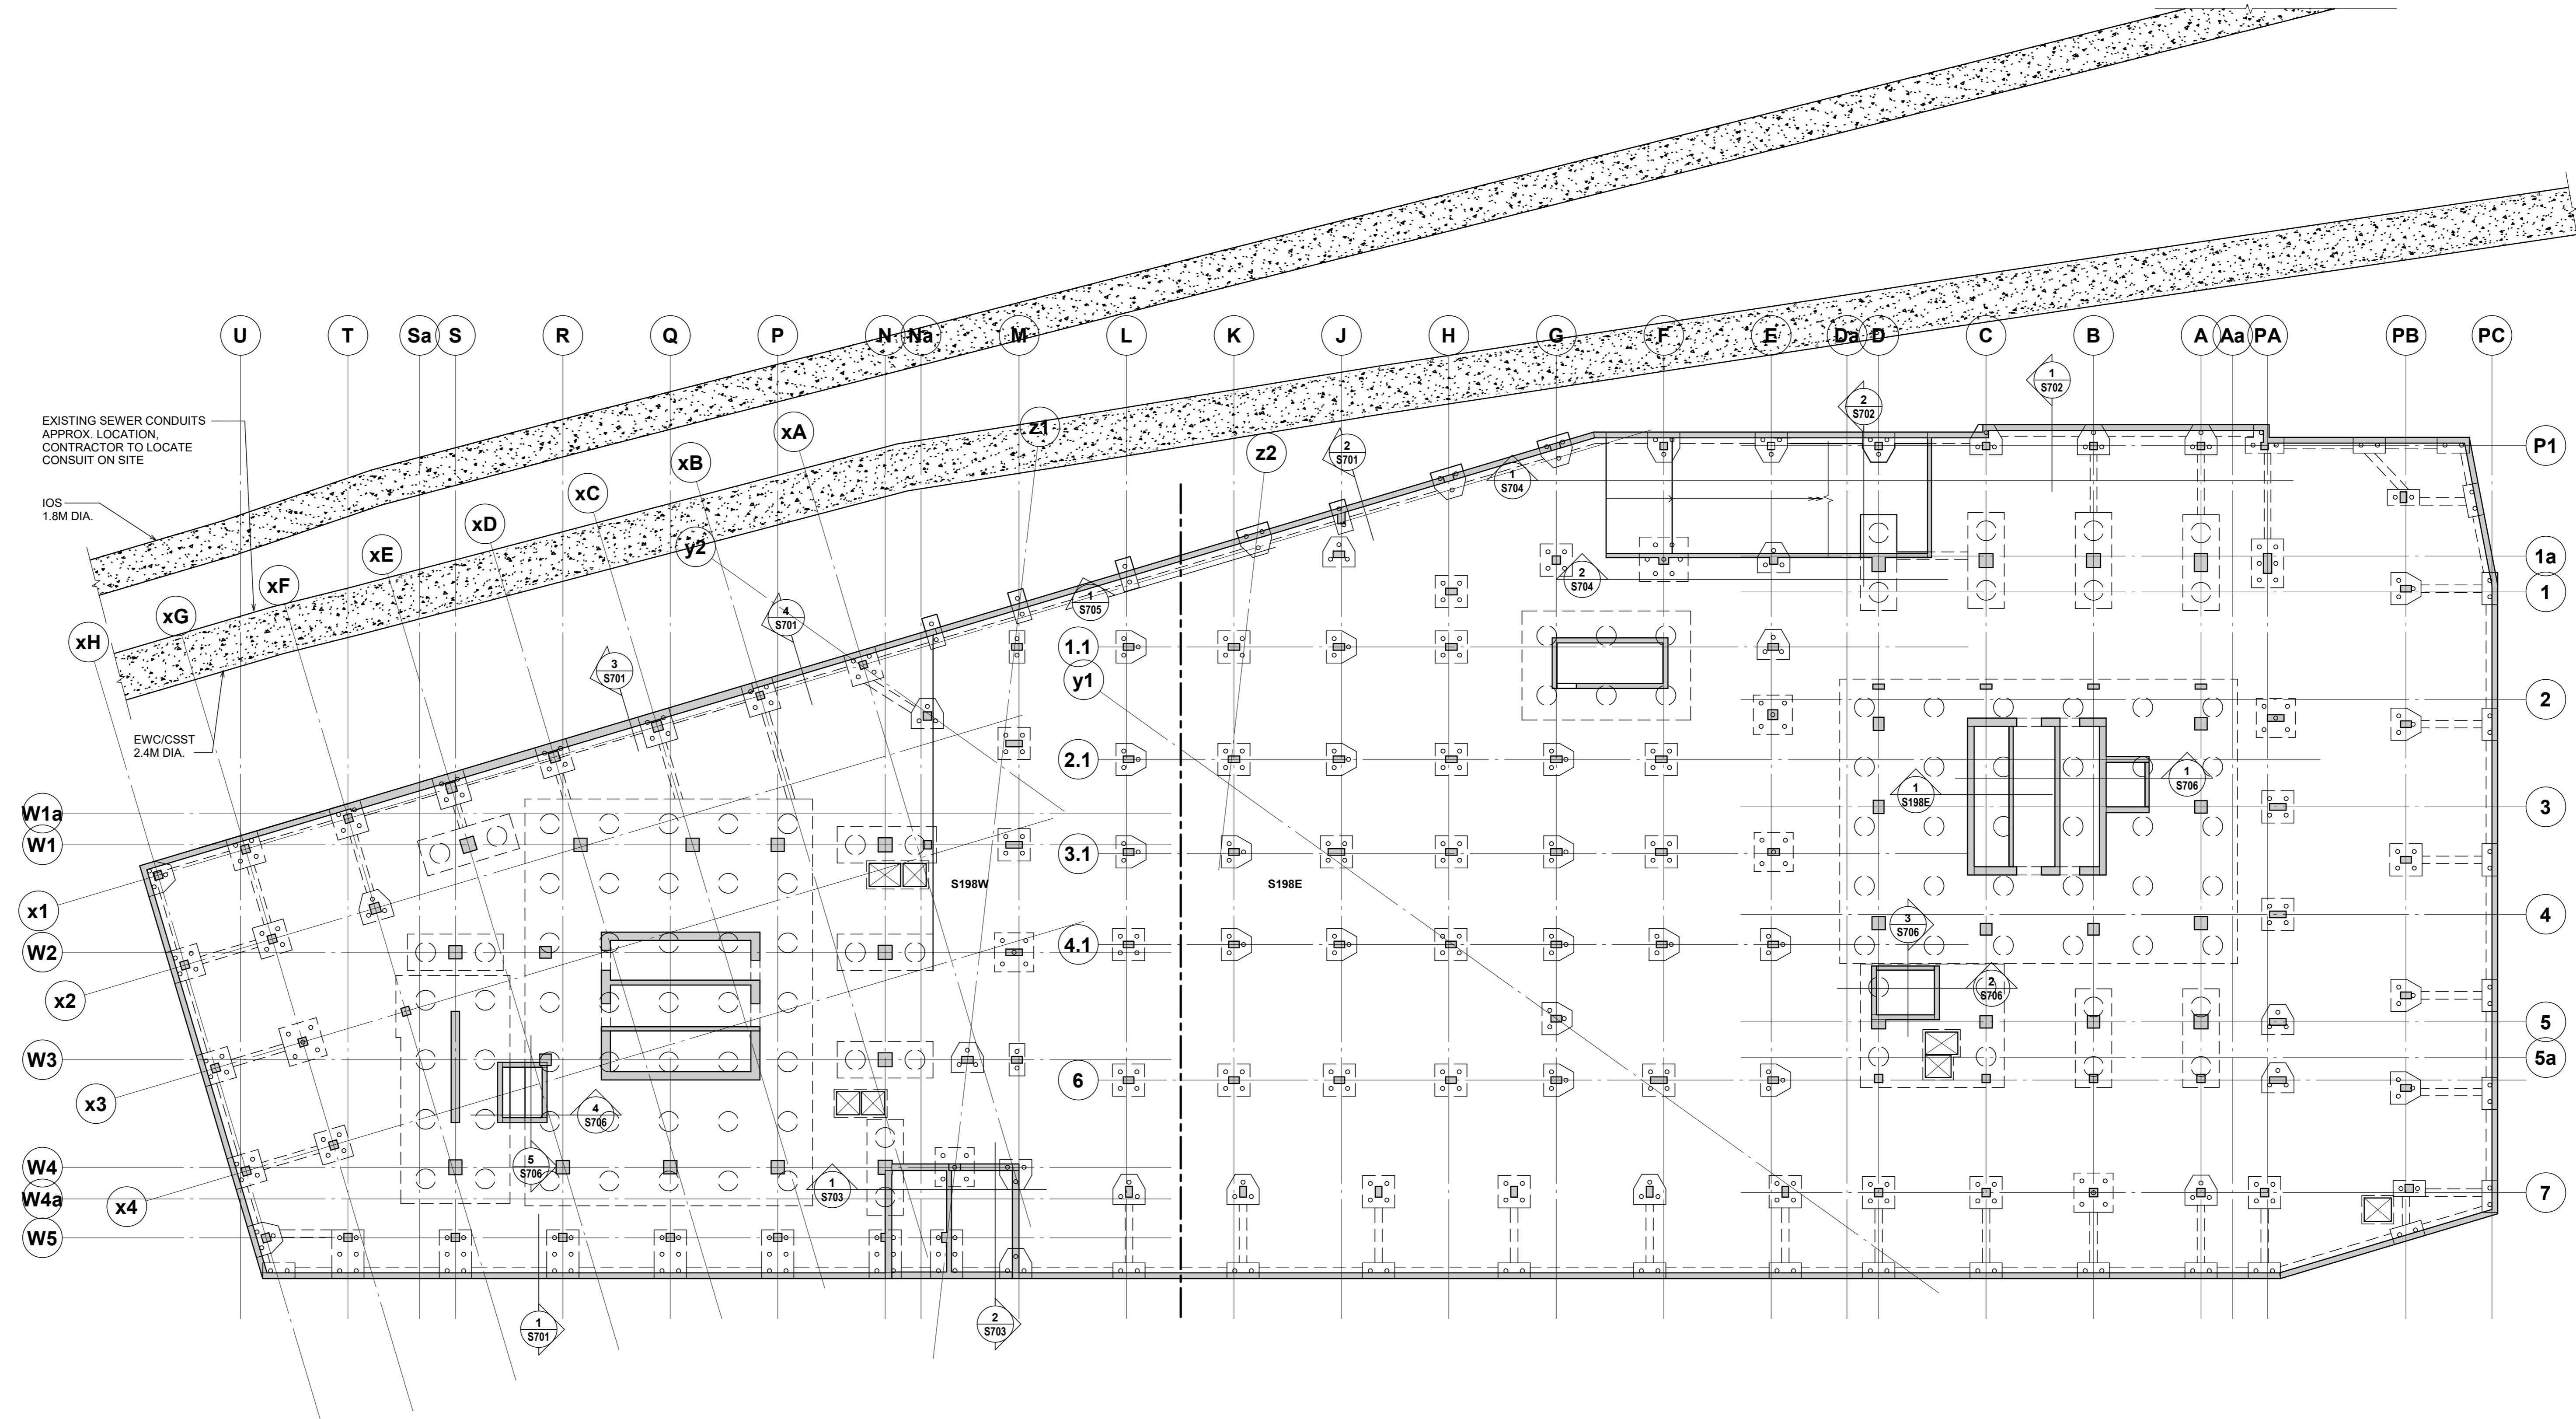 U
T
Sa
S
R
Q
P
N
Na
M
L
K
J
H
G
F
E
Da
D
C
B
A
Aa
PA
PB
PC
1
S702
2
S702
EXISTING SEWER CONDUITS
APPROX. LOCATION,
CONTRACTOR TO LOCATE
CONSUIT ON SITE
IOS
1.8M DIA.
EWC/CSST
2.4M DIA.
xH
xG
xF
xE
xD
xC
xB
xA
y2
z1
z2
2
S701
P1
1
S704
2
S704
1a
1
4
S701
1
S705
3
S701
1.1
y1
2
2.1
1
S706
1
S198E
W1a
W1
3.1
3
S198W
S198E
x1
W2
4.1
3
S706
4
x2
2
S706
5
W3
5a
x3
6
4
S706
W4
5
S706
1
S703
W4a
x4
7
W5
1
S701
2
S703